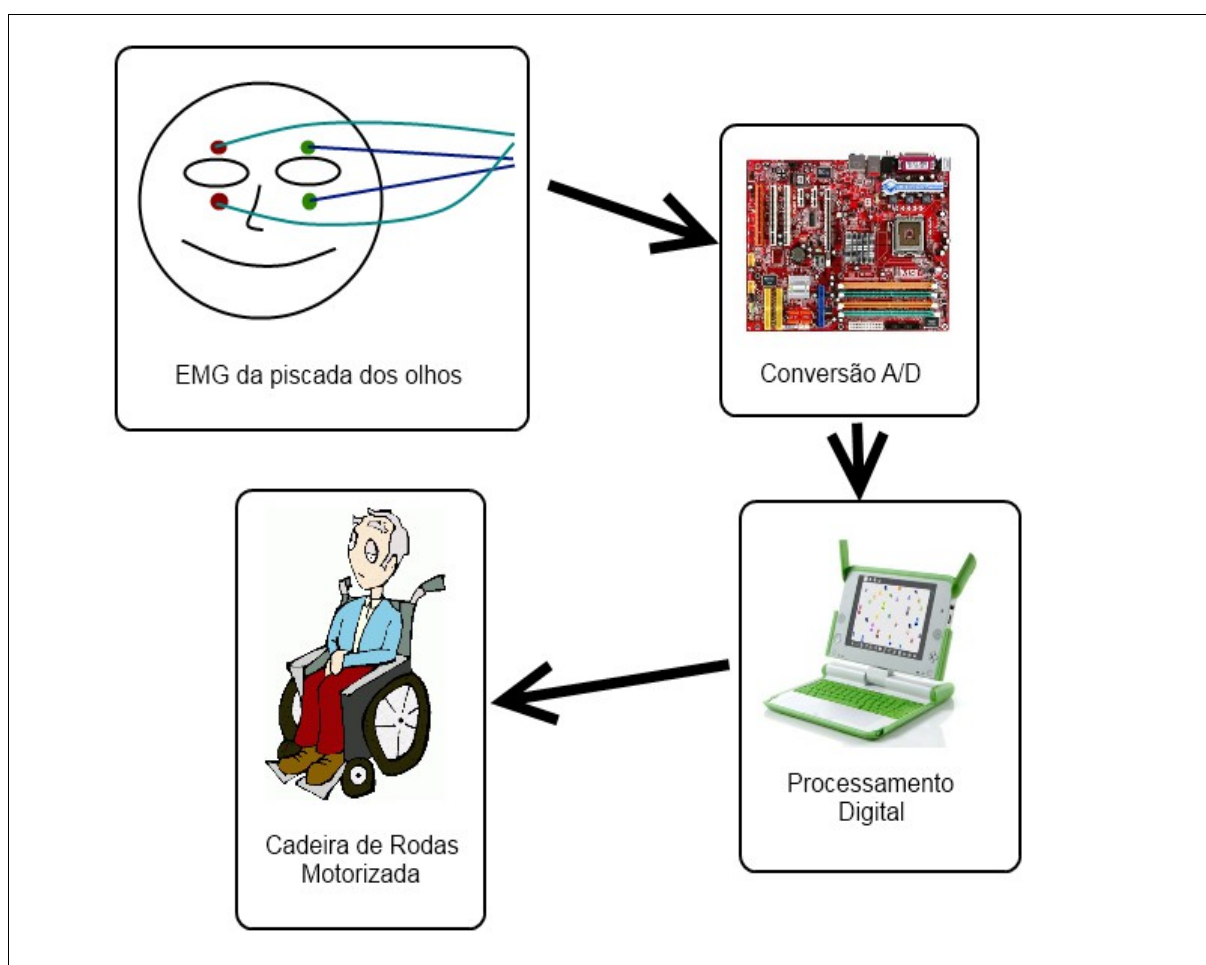 EMG da piscada dos olhos
Conversão A/D
Processamento
Digital
Cadeira de Rodas
Motorizada